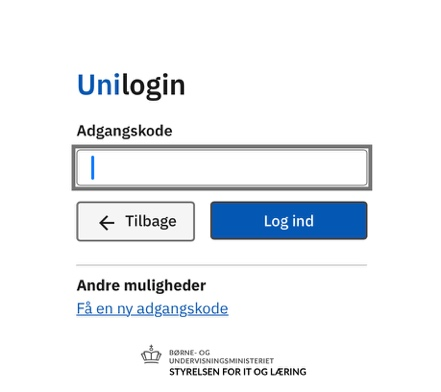 Unilogin
Adgangskode
Tilbage
Log ind
Andre muligheder
Få en ny adgangskode
BØRNE- OG
UNDERVISNINGSMINISTERIET
STYRELSEN FOR IT OG LÆRING